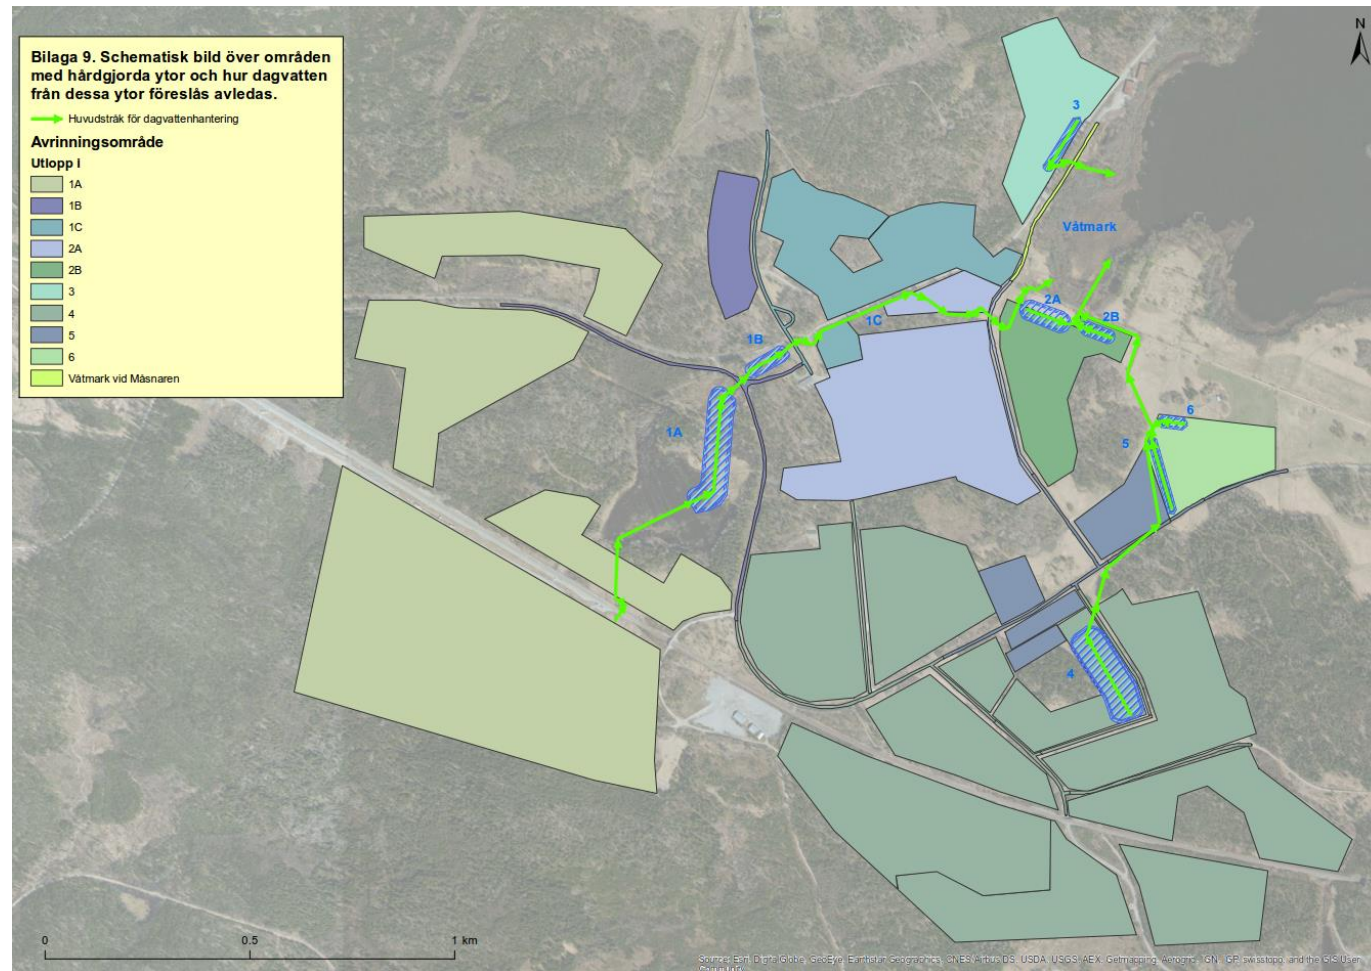 Bilaga 9. Schematisk bild över områden
med hårdgjorda ytor och hur dagvatten
från dessa ytor föreslås avledas.
Huvudstråk för dagvattenhantering
Avrinningsområde
Utlopp i
1A
1B
1C
2A
2B
3
4
5
6
Våtmark vid Måsnaren
N
3
Våtmark
2A
2B
1C
1B
1A
6
5
4
0 0.5 1 km
Source: Esri, DigitalGlobe, GeoEye, Earthstar Geographics, CNES/Airbus DS, USDA, USGS, AEX, Getmapping, Aerogrid, IGN, IGP, swisstopo, and the GIS User
Community